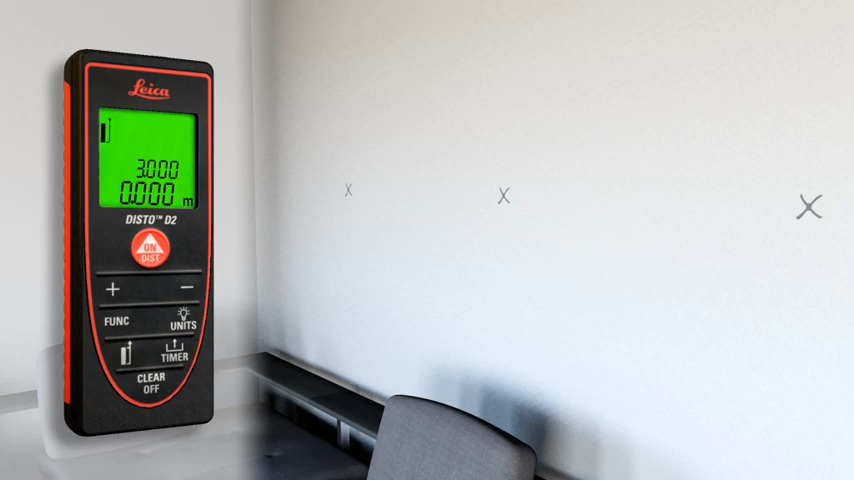 Leica
3.000
0.000 m
DISTO™ D2
ON
DIST
+ −
FUNC UNITS
TIMER
CLEAR
OFF
X X X